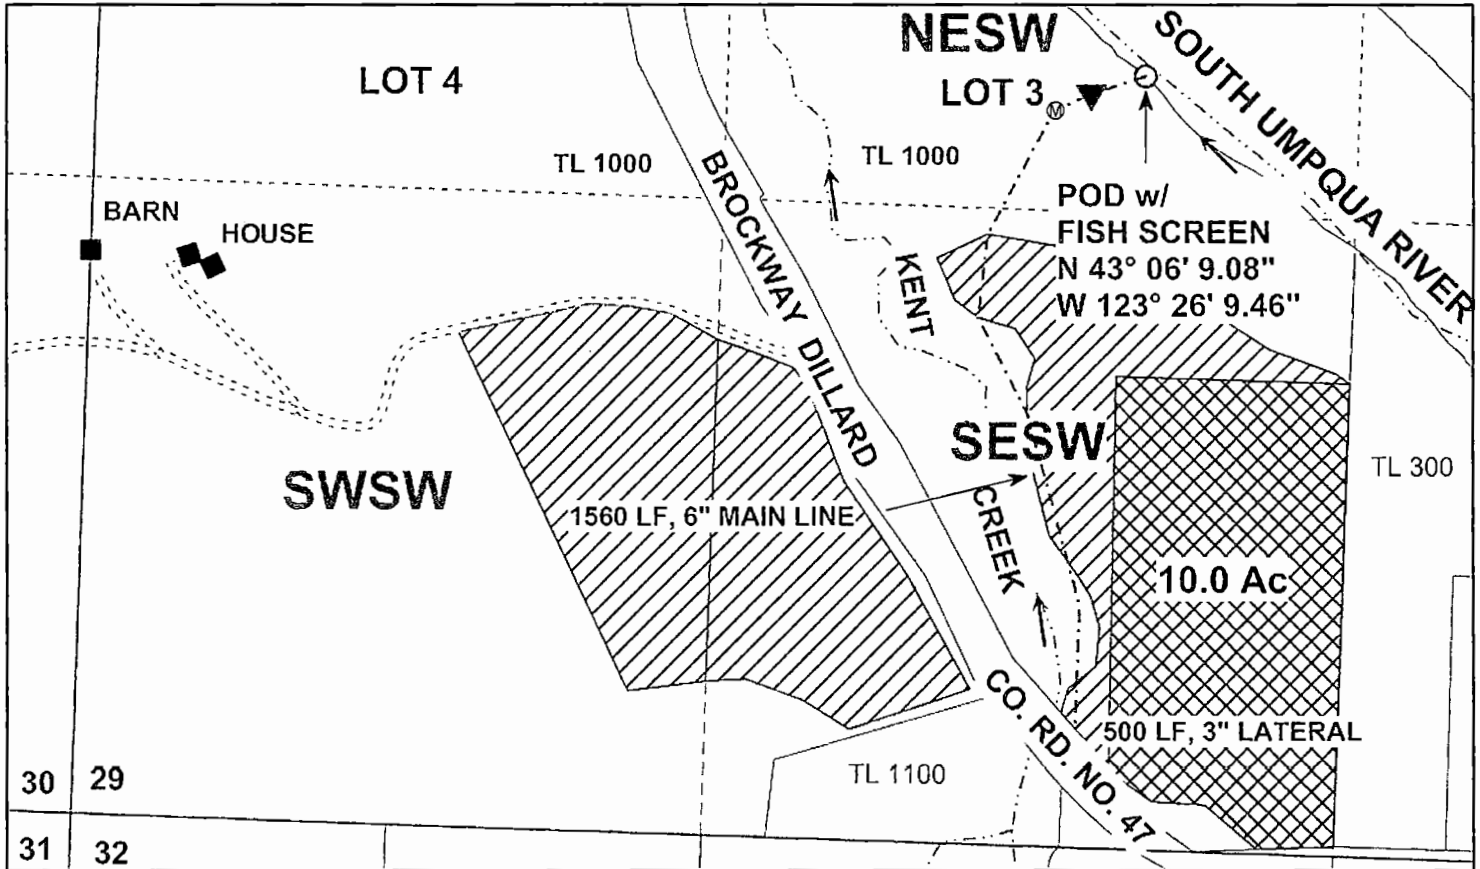 NESW
SOUTH UMPQUA RIVER
LOT 4
LOT 3
M
TL 1000
TL 1000
BROCKWAY DILLARD
POD w/
FISH SCREEN
N 43° 06' 9.08"
W 123° 26' 9.46"
BARN
HOUSE
KENT
SESW
TL 300
SWSW
1560 LF, 6" MAIN LINE
CREEK
10.0 Ac
CO. RD. NO. 47
500 LF, 3" LATERAL
TL 1100
30
29
31
32